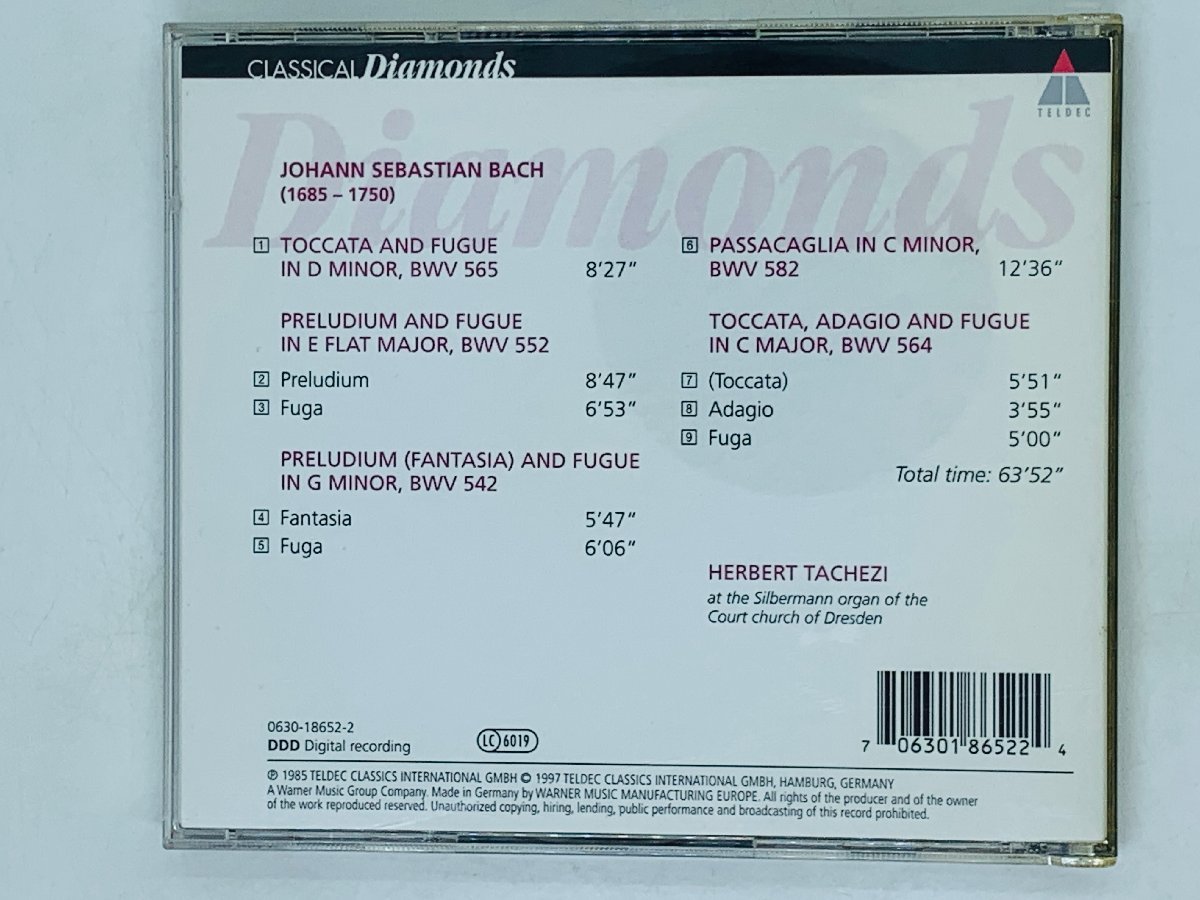 CLASSICAL Diamonds
TELDEC
Diamonds
JOHANN SEBASTIAN BACH
(1685 – 1750)
1 TOCCATA AND FUGUE
IN D MINOR, BWV 565 8’27”
PRELUDIUM AND FUGUE
IN E FLAT MAJOR, BWV 552
2 Preludium 8’47”
3 Fuga 6’53”
PRELUDIUM (FANTASIA) AND FUGUE
IN G MINOR, BWV 542
4 Fantasia 5’47”
5 Fuga 6’06”
6 PASSACAGLIA IN C MINOR,
BWV 582 12’36”
TOCCATA, ADAGIO AND FUGUE
IN C MAJOR, BWV 564
7 (Toccata) 5’51”
8 Adagio 3’55”
9 Fuga 5’00”
Total time: 63’52”
HERBERT TACHEZI
at the Silbermann organ of the
Court church of Dresden
0630-18652-2
DDD Digital recording
LC 6019
7 06301 86522 4
℗ 1985 TELDEC CLASSICS INTERNATIONAL GMBH © 1997 TELDEC CLASSICS INTERNATIONAL GMBH, HAMBURG, GERMANY
A Warner Music Group Company. Made in Germany by WARNER MUSIC MANUFACTURING EUROPE. All rights of the producer and of the owner
of the work reproduced reserved. Unauthorized copying, hiring, lending, public performance and broadcasting of this record prohibited.